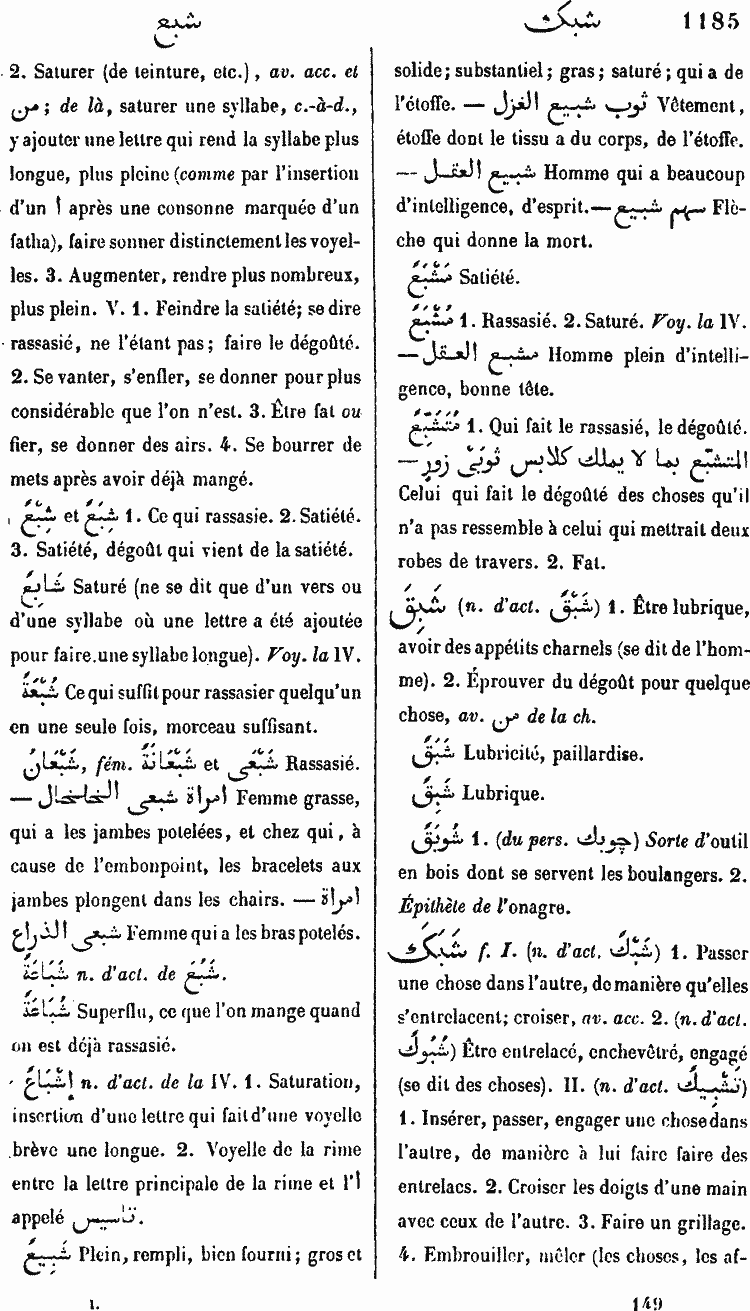 شبع
شبك 1185
2. Saturer (de teinture, etc.), av. acc. et
من; de là, saturer une syllabe, c.-à-d.,
y ajouter une lettre qui rend la syllabe plus
longue, plus pleine (comme par l'insertion
d'un أ après une consonne marquée d'un
fatha), faire sonner distinctement les voyel-
les. 3. Augmenter, rendre plus nombreux,
plus plein. V. 1. Feindre la satiété; se dire
rassasié, ne l'étant pas; faire le dégoûté.
2. Se vanter, s'enfler, se donner pour plus
considérable que l'on n'est. 3. Être fat ou
fier, se donner des airs. 4. Se bourrer de
mets après avoir déjà mangé.
شِبْعٌ et شِبَعٌ 1. Ce qui rassasie. 2. Satiété.
3. Satiété, dégoût qui vient de la satiété.
شَابِعٌ Saturé (ne se dit que d'un vers ou
d'une syllabe où une lettre a été ajoutée
pour faire une syllabe longue). Voy. la IV.
شُبْعَةٌ Ce qui suffit pour rassasier quelqu'un
en une seule fois, morceau suffisant.
شَبْعَانُ, fém. شَبْعَانَةٌ et شَبْعَى Rassasié.
— امراة شبعى الخلخال Femme grasse,
qui a les jambes potelées, et chez qui, à
cause de l'embonpoint, les bracelets aux
jambes plongent dans les chairs. — امراة
شبعى الذراع Femme qui a les bras potelés.
شَبَاعَةٌ n. d'act. de شَبُعَ.
شُبَاعَةٌ Superflu, ce que l'on mange quand
on est déjà rassasié.
إِشْبَاعٌ n. d'act. de la IV. 1. Saturation,
insertion d'une lettre qui fait d'une voyelle
brève une longue. 2. Voyelle de la rime
entre la lettre principale de la rime et l'أ
appelé تاسيس.
شَبِيعٌ Plein, rempli, bien fourni; gros et
I.
solide; substantiel; gras; saturé; qui a de
l'étoffe. — ثوب شبيع الغزل Vêtement,
étoffe dont le tissu a du corps, de l'étoffe.
— شبيع العقل Homme qui a beaucoup
d'intelligence, d'esprit. — سهم شبيع Flè-
che qui donne la mort.
مَشْبَعٌ Satiété.
مُشْبَعٌ 1. Rassasié. 2. Saturé. Voy. la IV.
— مشبع العقل Homme plein d'intelli-
gence, bonne tête.
مُتَشَبِّعٌ 1. Qui fait le rassasié, le dégoûté.
— المتشبّع بما لا يملك كلابس ثوبَىْ زورٍ
Celui qui fait le dégoûté des choses qu'il
n'a pas ressemble à celui qui mettrait deux
robes de travers. 2. Fat.
شَبِقَ (n. d'act. شَبَقٌ) 1. Être lubrique,
avoir des appétits charnels (se dit de l'hom-
me). 2. Éprouver du dégoût pour quelque
chose, av. من de la ch.
شَبَقٌ Lubricité, paillardise.
شَبِقٌ Lubrique.
شُوبَقٌ 1. (du pers. چوبك) Sorte d'outil
en bois dont se servent les boulangers. 2.
Épithète de l'onagre.
شَبَكَ f. I. (n. d'act. شَبْكٌ) 1. Passer
une chose dans l'autre, de manière qu'elles
s'entrelacent; croiser, av. acc. 2. (n. d'act.
شُبُوكٌ) Être entrelacé, enchevêtré, engagé
(se dit des choses). II. (n. d'act. تَشْبِيكٌ)
1. Insérer, passer, engager une chose dans
l'autre, de manière à lui faire faire des
entrelacs. 2. Croiser les doigts d'une main
avec ceux de l'autre. 3. Faire un grillage.
4. Embrouiller, mêler (les choses, les af-
149